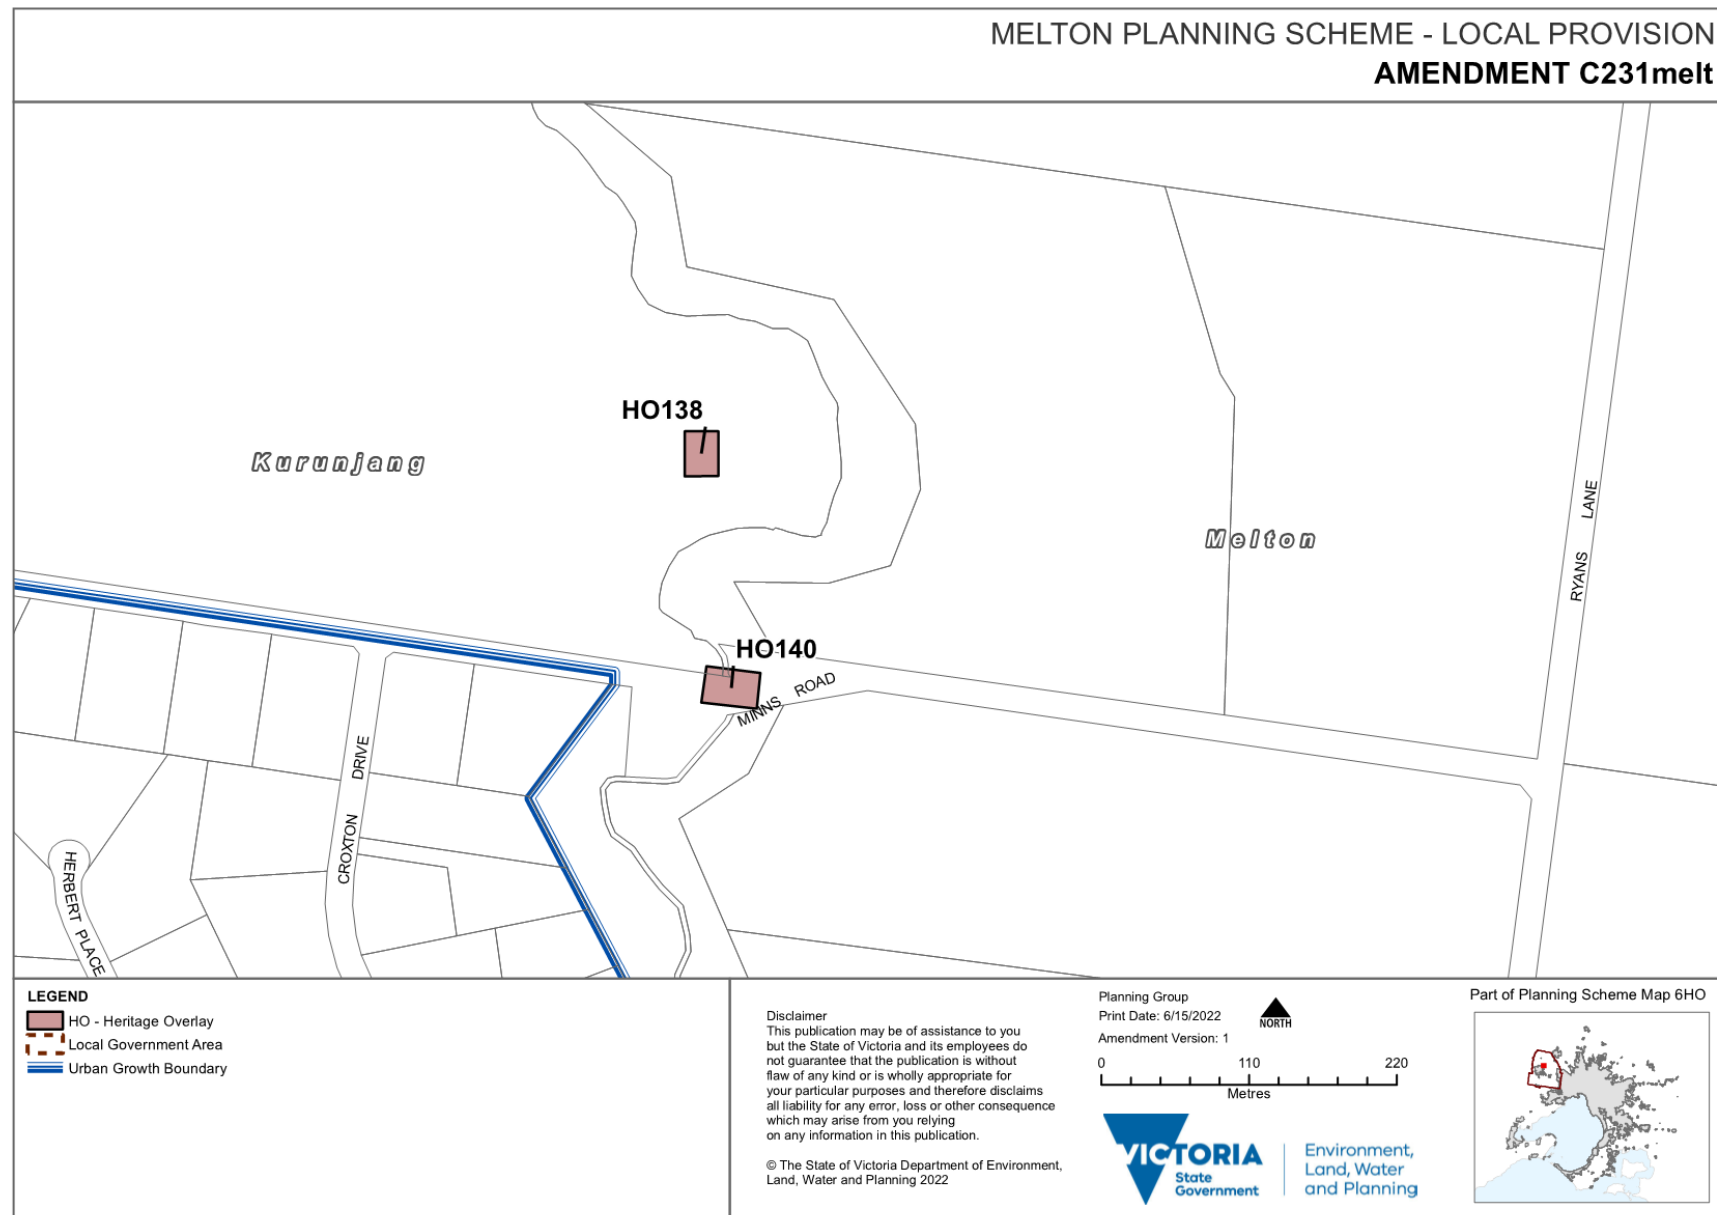 MELTON PLANNING SCHEME - LOCAL PROVISION
AMENDMENT C231melt
HO138
Kurunjang
Melton
RYANS LANE
HO140
MINNS ROAD
CROXTON DRIVE
HERBERT PLACE
LEGEND
HO - Heritage Overlay
Local Government Area
Urban Growth Boundary
Disclaimer
This publication may be of assistance to you
but the State of Victoria and its employees do
not guarantee that the publication is without
flaw of any kind or is wholly appropriate for
your particular purposes and therefore disclaims
all liability for any error, loss or other consequence
which may arise from you relying
on any information in this publication.
© The State of Victoria Department of Environment,
Land, Water and Planning 2022
Planning Group
Print Date: 6/15/2022
Amendment Version: 1
NORTH
0 110 220
Metres
VICTORIA
State
Government
Environment,
Land, Water
and Planning
Part of Planning Scheme Map 6HO